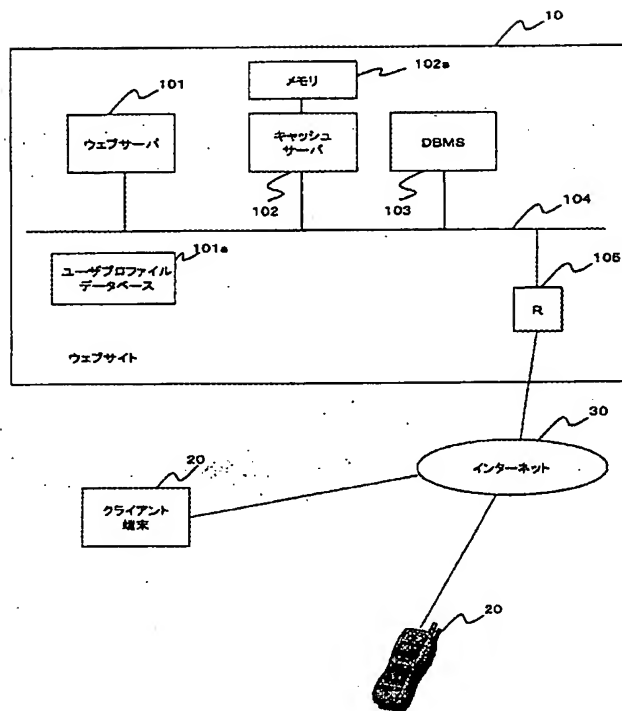 10
メモリ
102a
101
ウェブサーバ
キャッシュ
サーバ
DBMS
102
103
104
101a
ユーザプロファイル
データベース
105
R
ウェブサイト
30
インターネット
20
クライアント
端末
20